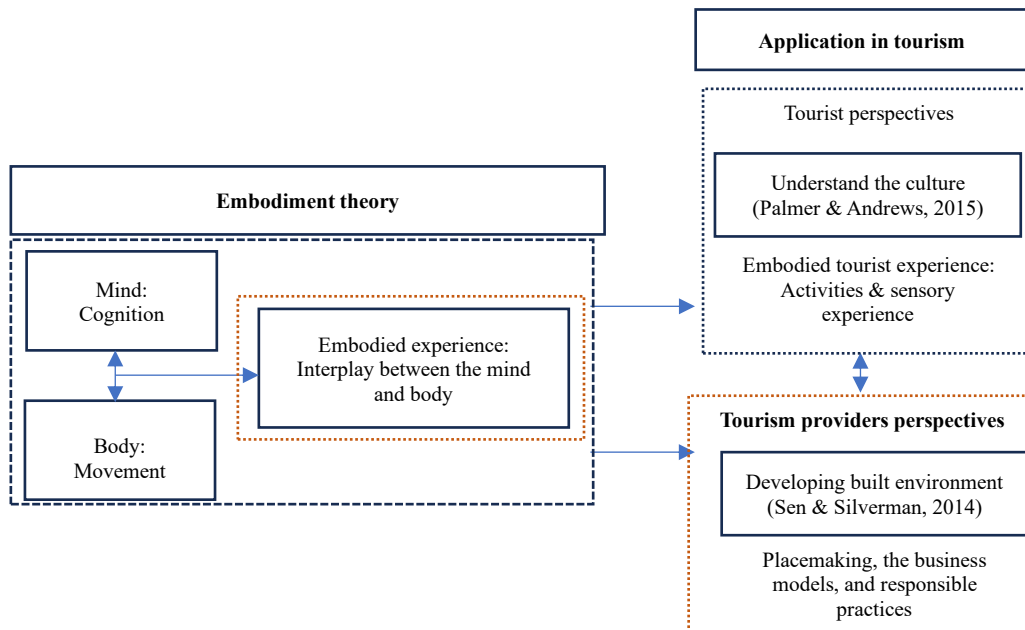 Application in tourism
Tourist perspectives
Understand the culture
(Palmer & Andrews, 2015)
Embodied tourist experience:
Activities & sensory
experience
Embodiment theory
Mind:
Cognition
Embodied experience:
Interplay between the mind
and body
Body:
Movement
Tourism providers perspectives
Developing built environment
(Sen & Silverman, 2014)
Placemaking, the business
models, and responsible
practices